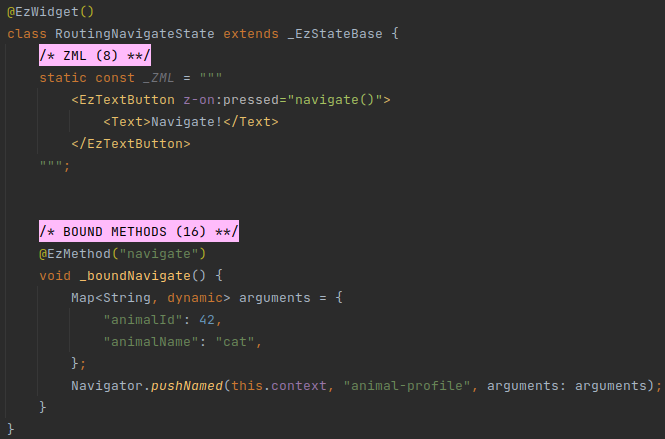 @EzWidget()
class RoutingNavigateState extends _EzStateBase {
/* ZML (8) **/
static const _ZML = """
<EzTextButton z-on:pressed="navigate()">
<Text>Navigate!</Text>
</EzTextButton>
""";
/* BOUND METHODS (16) **/
@EzMethod("navigate")
void _boundNavigate() {
Map<String, dynamic> arguments = {
"animalId": 42,
"animalName": "cat",
};
Navigator.pushNamed(this.context, "animal-profile", arguments: arguments);
}
}